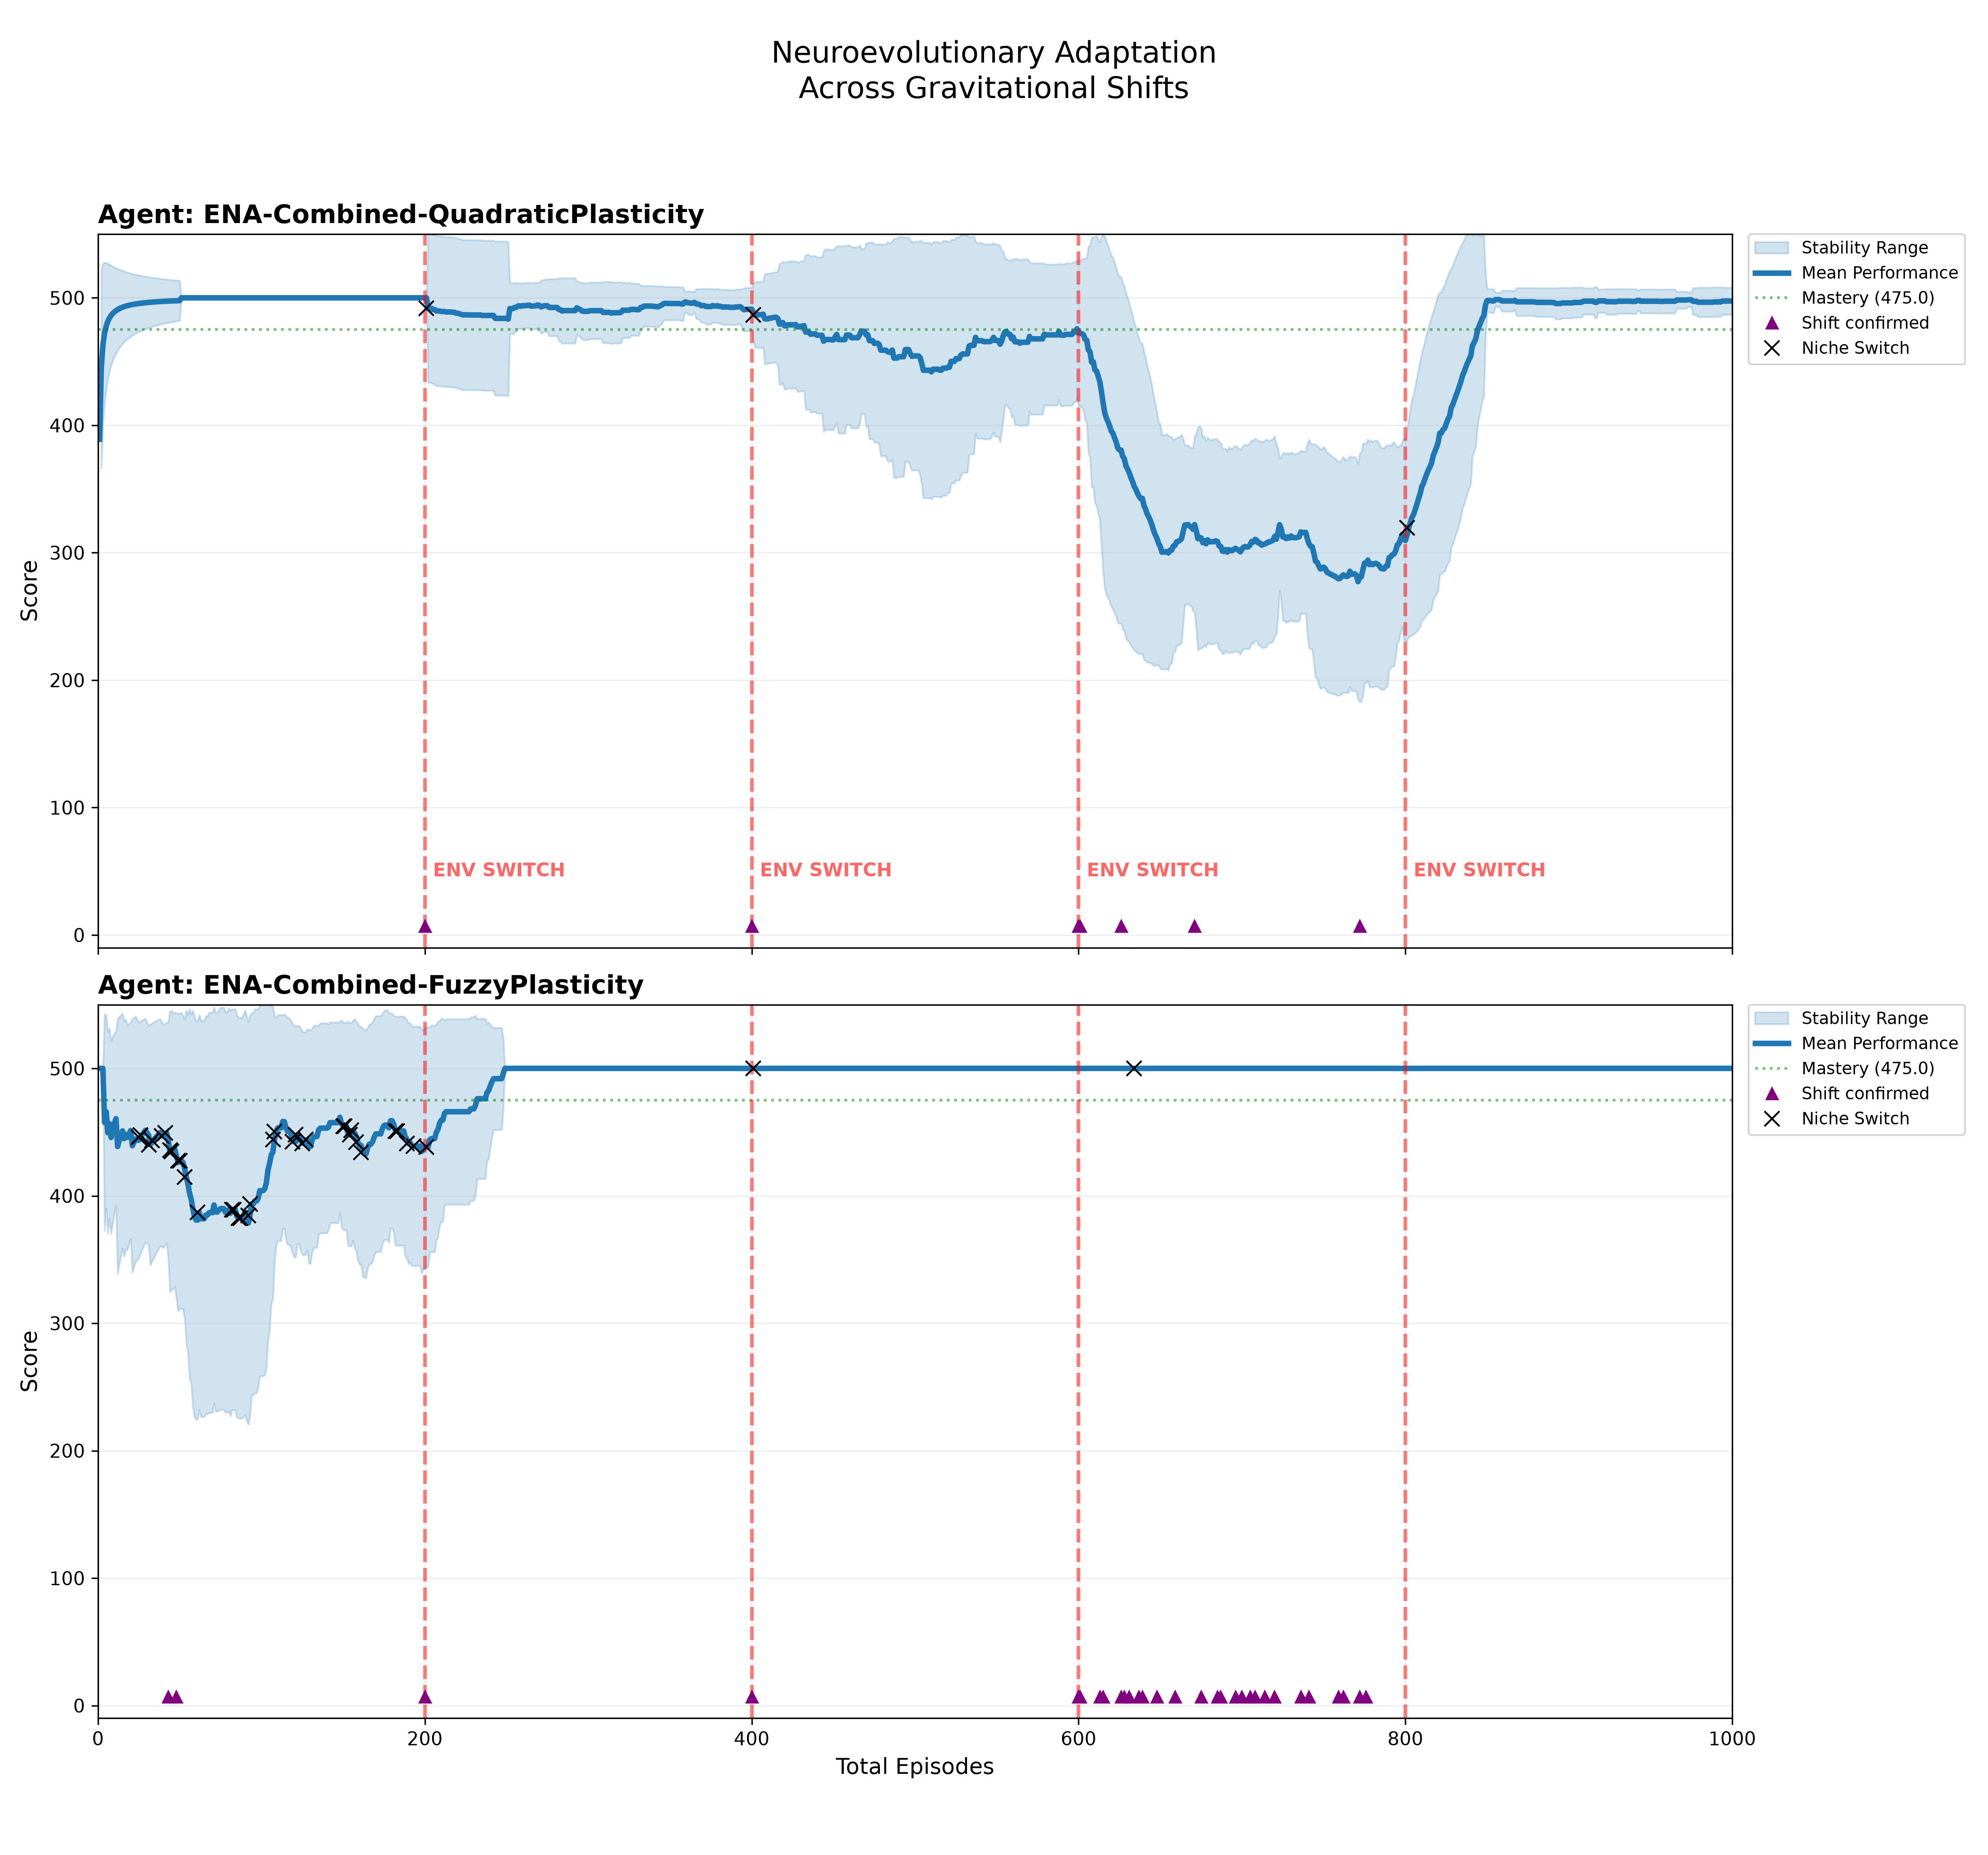 Neuroevolutionary Adaptation
Across Gravitational Shifts
Agent: ENA-Combined-QuadraticPlasticity
Stability Range
Mean Performance
Mastery (475.0)
Shift confirmed
Niche Switch
500
400
300
200
100
0
Score
ENV SWITCH
ENV SWITCH
ENV SWITCH
ENV SWITCH
Agent: ENA-Combined-FuzzyPlasticity
Stability Range
Mean Performance
Mastery (475.0)
Shift confirmed
Niche Switch
500
400
300
200
100
0
Score
0 200 400 600 800 1000
Total Episodes